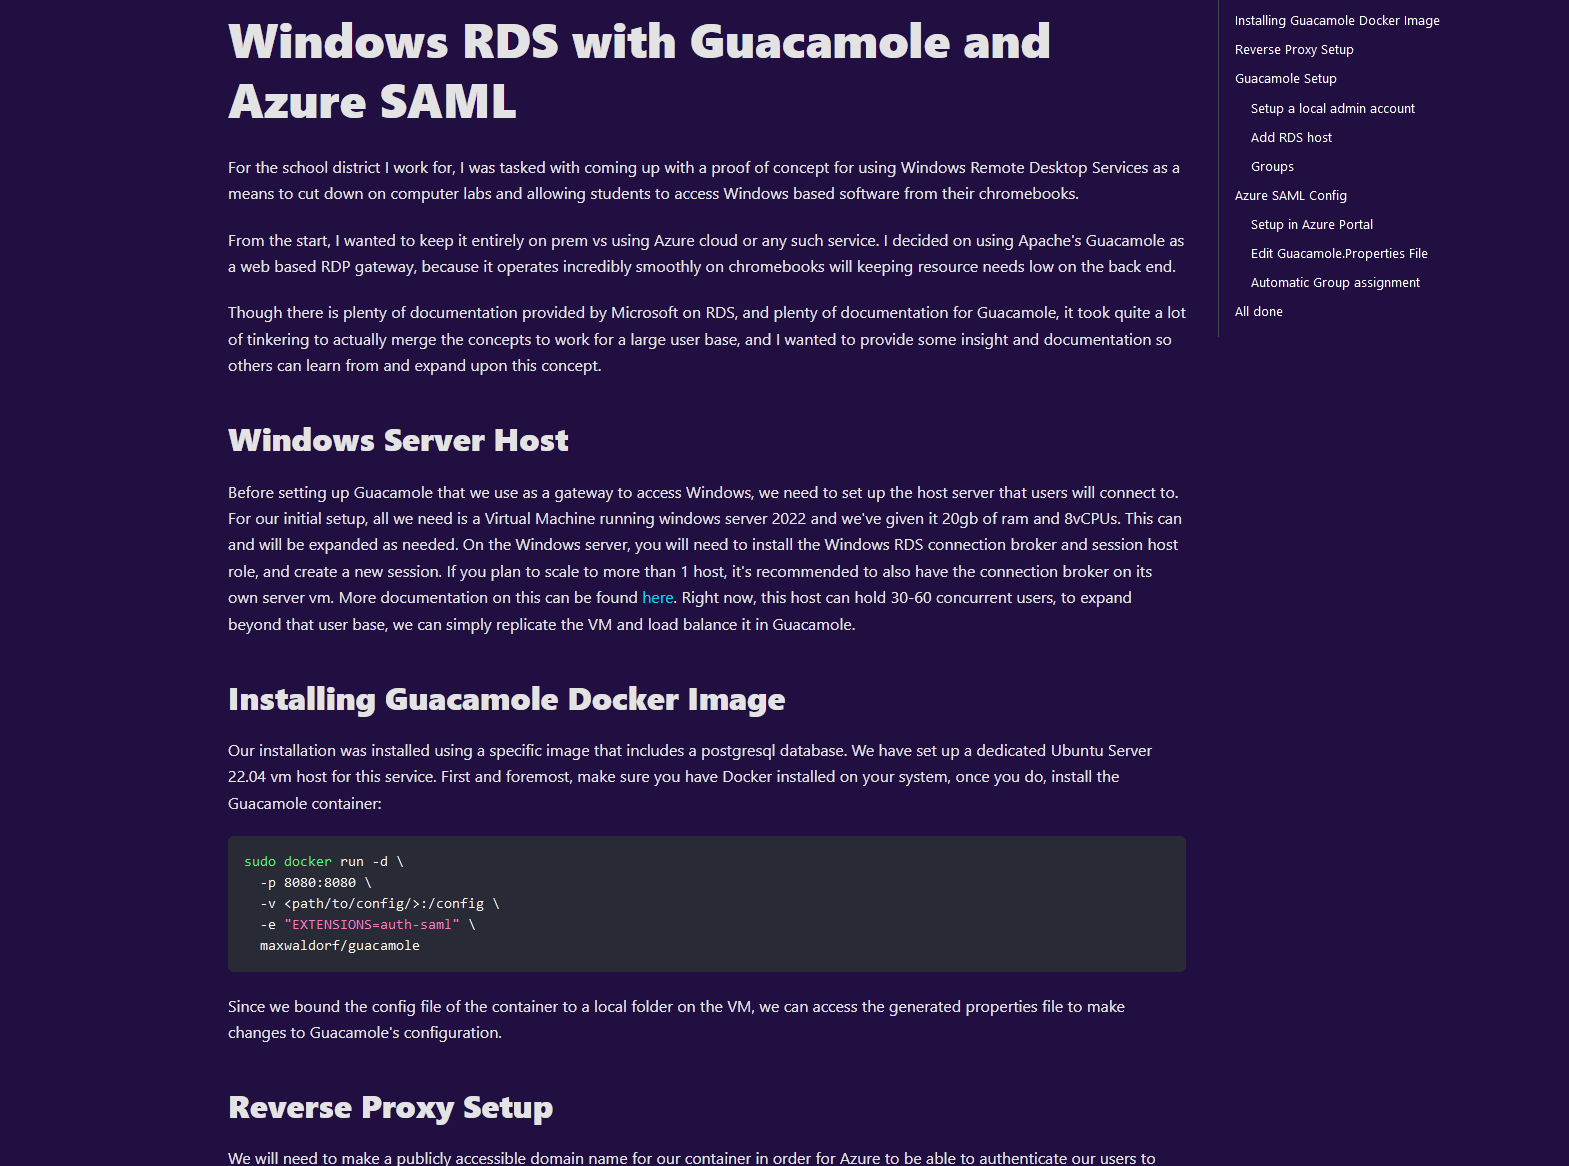 Windows RDS with Guacamole and
Azure SAML
For the school district I work for, I was tasked with coming up with a proof of concept for using Windows Remote Desktop Services as a
means to cut down on computer labs and allowing students to access Windows based software from their chromebooks.
From the start, I wanted to keep it entirely on prem vs using Azure cloud or any such service. I decided on using Apache's Guacamole as
a web based RDP gateway, because it operates incredibly smoothly on chromebooks will keeping resource needs low on the back end.
Though there is plenty of documentation provided by Microsoft on RDS, and plenty of documentation for Guacamole, it took quite a lot
of tinkering to actually merge the concepts to work for a large user base, and I wanted to provide some insight and documentation so
others can learn from and expand upon this concept.
Windows Server Host
Before setting up Guacamole that we use as a gateway to access Windows, we need to set up the host server that users will connect to.
For our initial setup, all we need is a Virtual Machine running windows server 2022 and we've given it 20gb of ram and 8vCPUs. This can
and will be expanded as needed. On the Windows server, you will need to install the Windows RDS connection broker and session host
role, and create a new session. If you plan to scale to more than 1 host, it's recommended to also have the connection broker on its
own server vm. More documentation on this can be found here. Right now, this host can hold 30-60 concurrent users, to expand
beyond that user base, we can simply replicate the VM and load balance it in Guacamole.
Installing Guacamole Docker Image
Our installation was installed using a specific image that includes a postgresql database. We have set up a dedicated Ubuntu Server
22.04 vm host for this service. First and foremost, make sure you have Docker installed on your system, once you do, install the
Guacamole container:
sudo docker run -d \
-p 8080:8080 \
-v <path/to/config/>:/config \
-e "EXTENSIONS=auth-saml" \
maxwaldorf/guacamole
Since we bound the config file of the container to a local folder on the VM, we can access the generated properties file to make
changes to Guacamole's configuration.
Reverse Proxy Setup
We will need to make a publicly accessible domain name for our container in order for Azure to be able to authenticate our users to
Installing Guacamole Docker Image
Reverse Proxy Setup
Guacamole Setup
Setup a local admin account
Add RDS host
Groups
Azure SAML Config
Setup in Azure Portal
Edit Guacamole.Properties File
Automatic Group assignment
All done